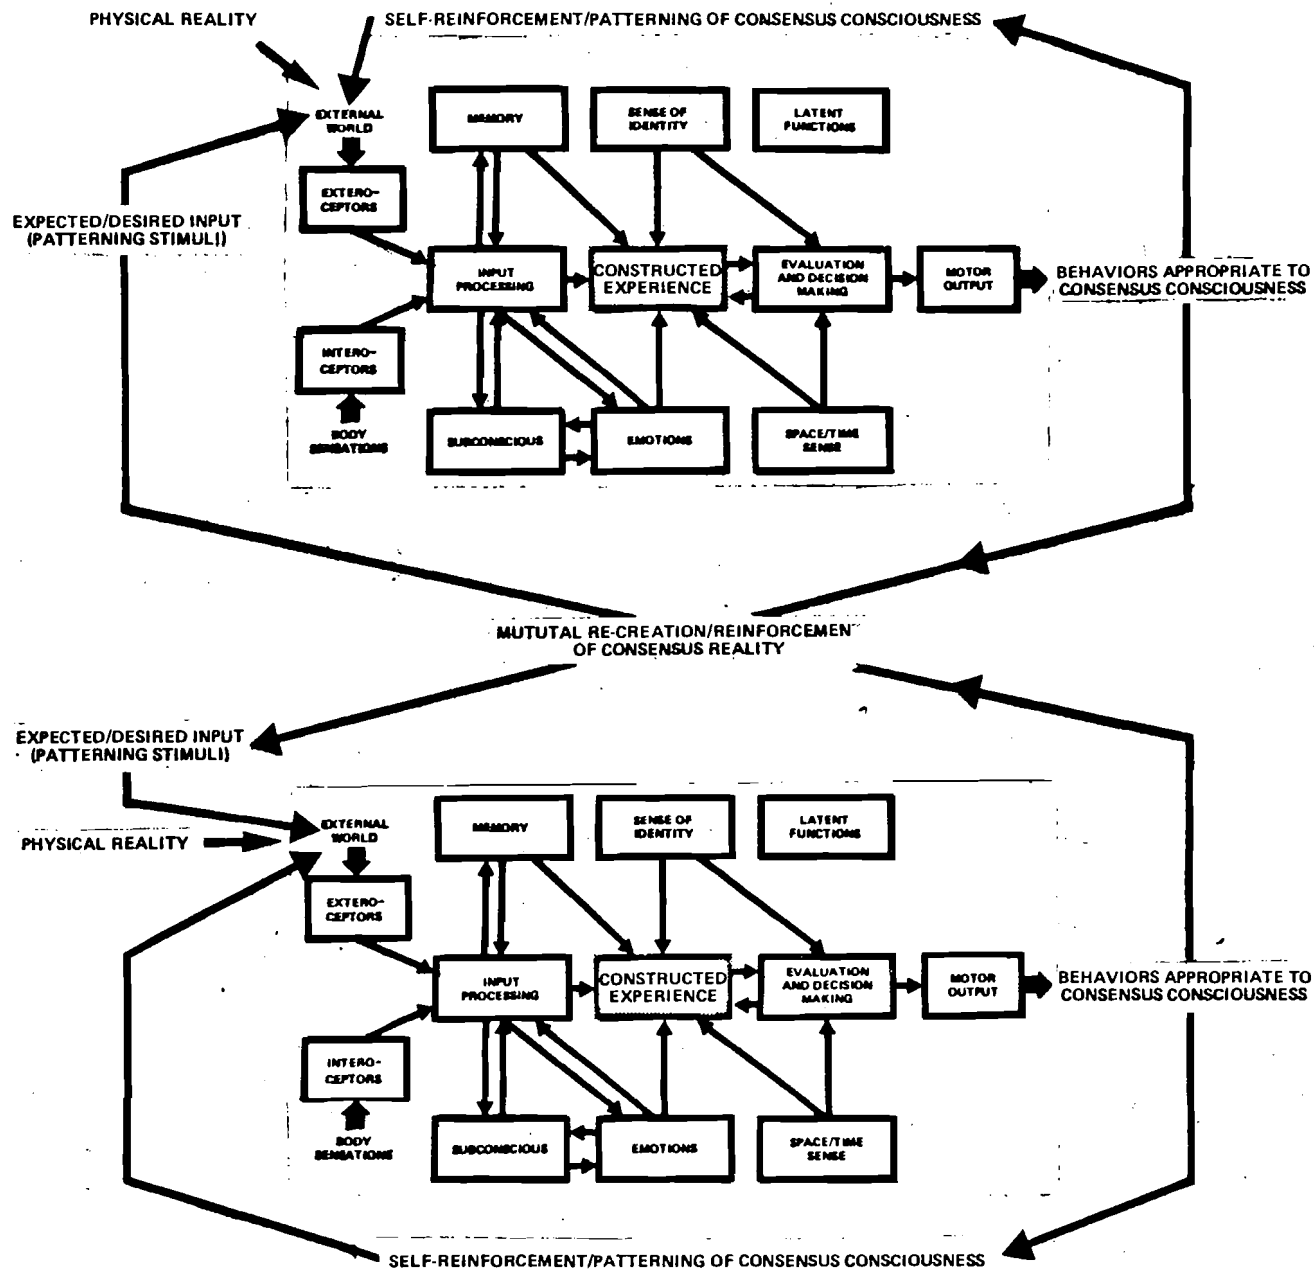 PHYSICAL REALITY
SELF-REINFORCEMENT/PATTERNING OF CONSENSUS CONSCIOUSNESS
EXTERNAL
WORLD
MEMORY
SENSE OF
IDENTITY
LATENT
FUNCTIONS
EXTERO-
CEPTORS
EXPECTED/DESIRED INPUT
(PATTERNING STIMULI)
INPUT
PROCESSING
CONSTRUCTED
EXPERIENCE
EVALUATION
AND DECISION
MAKING
MOTOR
OUTPUT
BEHAVIORS APPROPRIATE TO
CONSENSUS CONSCIOUSNESS
INTERO-
CEPTORS
BODY
SENSATIONS
SUBCONSCIOUS
EMOTIONS
SPACE/TIME
SENSE
MUTUTAL RE-CREATION/REINFORCEMEN
OF CONSENSUS REALITY
EXPECTED/DESIRED INPUT
(PATTERNING STIMULI)
PHYSICAL REALITY
EXTERNAL
WORLD
MEMORY
SENSE OF
IDENTITY
LATENT
FUNCTIONS
EXTERO-
CEPTORS
INPUT
PROCESSING
CONSTRUCTED
EXPERIENCE
EVALUATION
AND DECISION
MAKING
MOTOR
OUTPUT
BEHAVIORS APPROPRIATE TO
CONSENSUS CONSCIOUSNESS
INTERO-
CEPTORS
BODY
SENSATIONS
SUBCONSCIOUS
EMOTIONS
SPACE/TIME
SENSE
SELF-REINFORCEMENT/PATTERNING OF CONSENSUS CONSCIOUSNESS